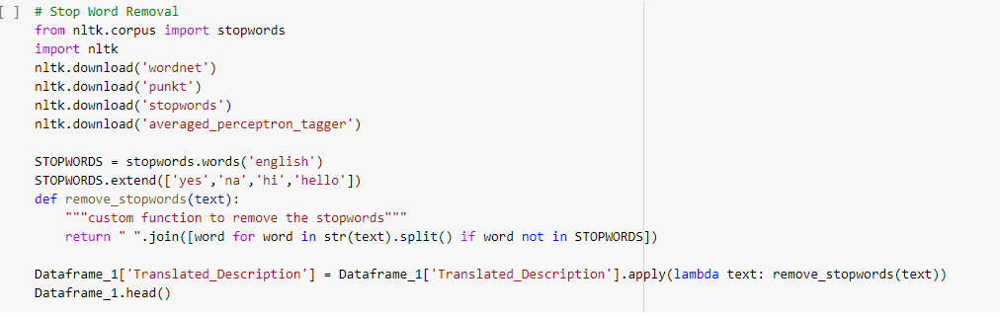 [ ] # Stop Word Removal
from nltk.corpus import stopwords
import nltk
nltk.download('wordnet')
nltk.download('punkt')
nltk.download('stopwords')
nltk.download('averaged_perceptron_tagger')
STOPWORDS = stopwords.words('english')
STOPWORDS.extend(['yes','na','hi','hello'])
def remove_stopwords(text):
    """custom function to remove the stopwords"""
    return " ".join([word for word in str(text).split() if word not in STOPWORDS])
Dataframe_1['Translated_Description'] = Dataframe_1['Translated_Description'].apply(lambda text: remove_stopwords(text))
Dataframe_1.head()